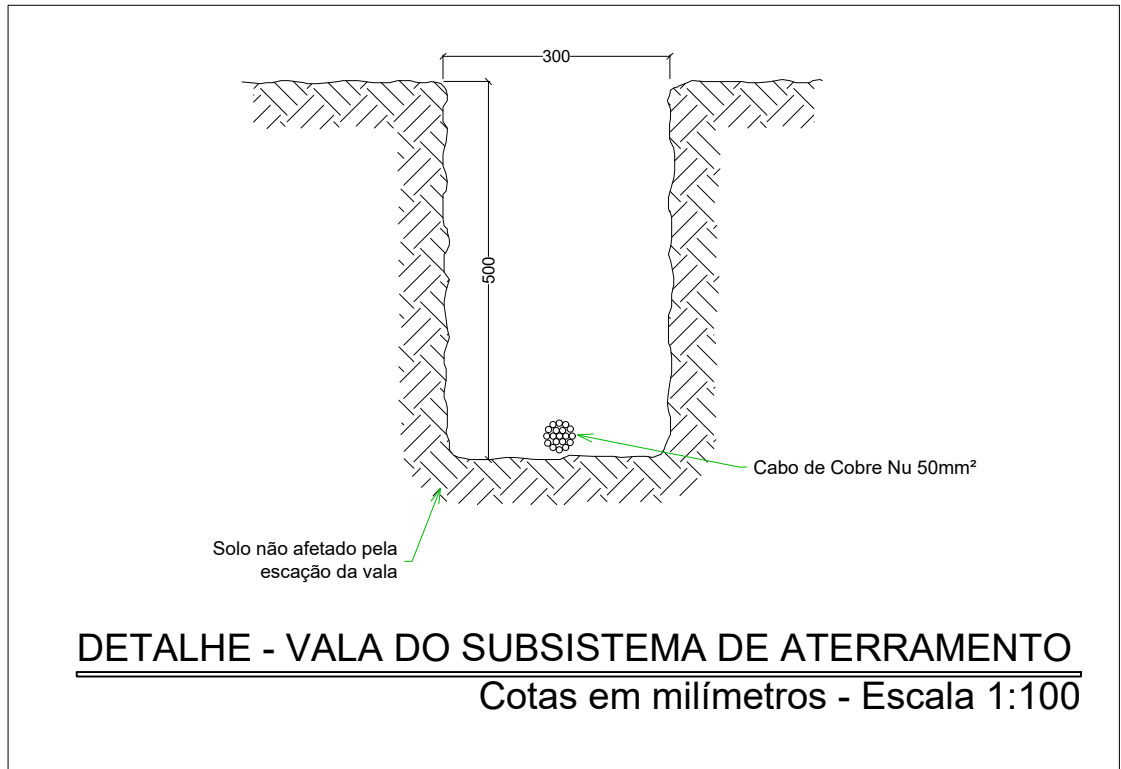 300
500
Cabo de Cobre Nu 50mm²
Solo não afetado pela
escação da vala
DETALHE - VALA DO SUBSISTEMA DE ATERRAMENTO
Cotas em milímetros - Escala 1:100